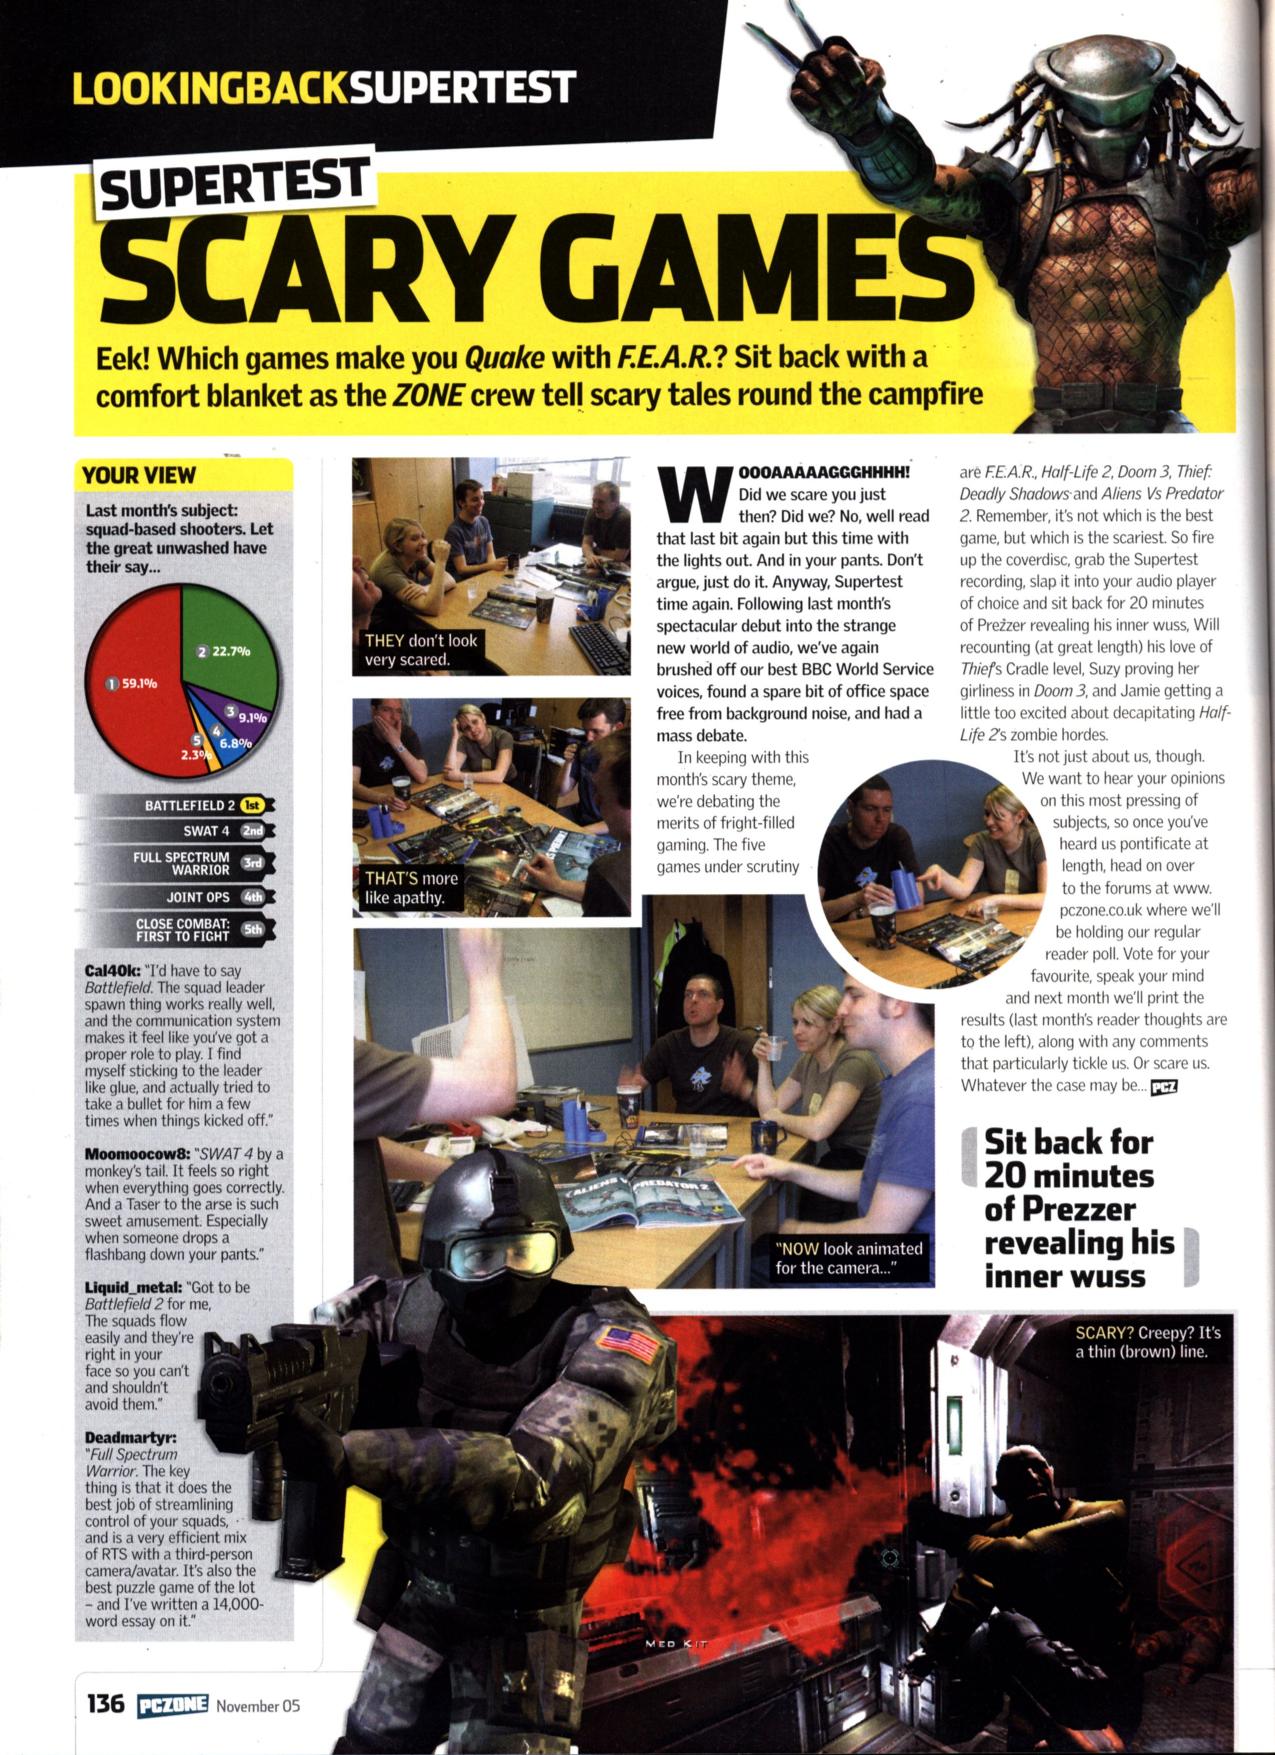 LOOKINGBACKSUPERTEST
SUPERTEST
SCARY GAMES
Eek! Which games make you Quake with F.E.A.R.? Sit back with a
comfort blanket as the ZONE crew tell scary tales round the campfire
YOUR VIEW
Last month's subject:
squad-based shooters. Let
the great unwashed have
their say...
1 59.1%
2 22.7%
3 9.1%
4 6.8%
5 2.3%
BATTLEFIELD 2 1st
SWAT 4 2nd
FULL SPECTRUM
WARRIOR 3rd
JOINT OPS 4th
CLOSE COMBAT:
FIRST TO FIGHT 5th
Cal40k: "I'd have to say
Battlefield. The squad leader
spawn thing works really well,
and the communication system
makes it feel like you've got a
proper role to play. I find
myself sticking to the leader
like glue, and actually tried to
take a bullet for him a few
times when things kicked off."
Moomoocow8: "SWAT 4 by a
monkey's tail. It feels so right
when everything goes correctly.
And a Taser to the arse is such
sweet amusement. Especially
when someone drops a
flashbang down your pants."
Liquid_metal: "Got to be
Battlefield 2 for me,
The squads flow
easily and they're
right in your
face so you can't
and shouldn't
avoid them."
Deadmartyr:
"Full Spectrum
Warrior. The key
thing is that it does the
best job of streamlining
control of your squads,
and is a very efficient mix
of RTS with a third-person
camera/avatar. It's also the
best puzzle game of the lot
– and I've written a 14,000-
word essay on it."
THEY don't look
very scared.
THAT'S more
like apathy.
ALIENS PREDATOR 2
"NOW look animated
for the camera..."
WOOOAAAAAGGGHHHH!
Did we scare you just
then? Did we? No, well read
that last bit again but this time with
the lights out. And in your pants. Don't
argue, just do it. Anyway, Supertest
time again. Following last month's
spectacular debut into the strange
new world of audio, we've again
brushed off our best BBC World Service
voices, found a spare bit of office space
free from background noise, and had a
mass debate.
In keeping with this
month's scary theme,
we're debating the
merits of fright-filled
gaming. The five
games under scrutiny
are F.E.A.R., Half-Life 2, Doom 3, Thief:
Deadly Shadows and Aliens Vs Predator
2. Remember, it's not which is the best
game, but which is the scariest. So fire
up the coverdisc, grab the Supertest
recording, slap it into your audio player
of choice and sit back for 20 minutes
of Prezzer revealing his inner wuss, Will
recounting (at great length) his love of
Thief's Cradle level, Suzy proving her
girliness in Doom 3, and Jamie getting a
little too excited about decapitating Half-
Life 2's zombie hordes.
It's not just about us, though.
We want to hear your opinions
on this most pressing of
subjects, so once you've
heard us pontificate at
length, head on over
to the forums at www.
pczone.co.uk where we'll
be holding our regular
reader poll. Vote for your
favourite, speak your mind
and next month we'll print the
results (last month's reader thoughts are
to the left), along with any comments
that particularly tickle us. Or scare us.
Whatever the case may be... PCZ
Sit back for
20 minutes
of Prezzer
revealing his
inner wuss
SCARY? Creepy? It's
a thin (brown) line.
MED KIT
136 PCZONE November 05